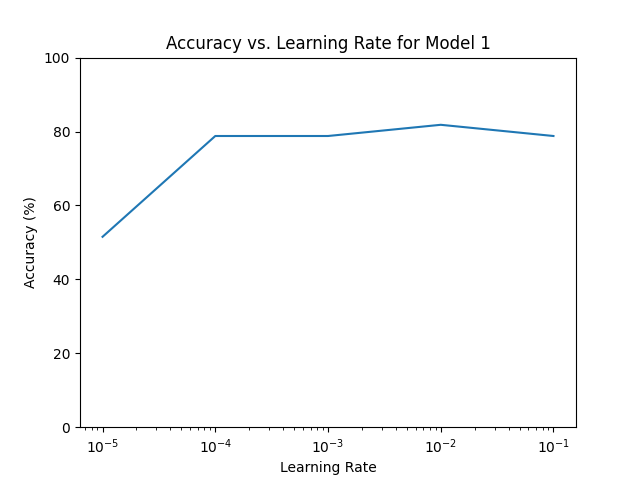 Accuracy vs. Learning Rate for Model 1
Accuracy (%)
100
80
60
40
20
0
10⁻⁵ 10⁻⁴ 10⁻³ 10⁻² 10⁻¹
Learning Rate